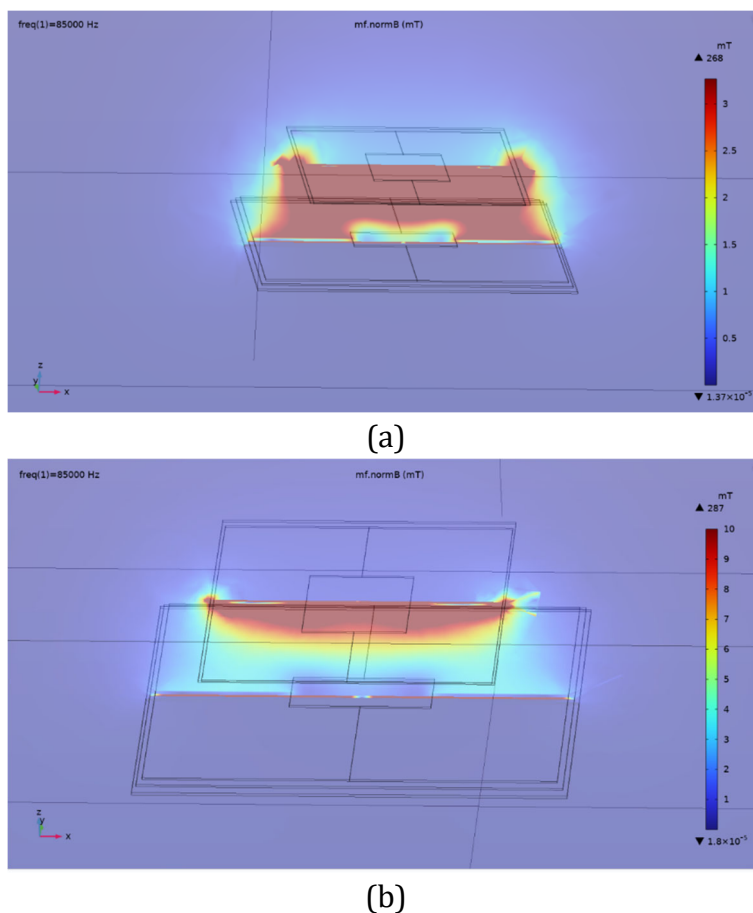 freq(1)=85000 Hz mf.normB (mT)
mT
▲ 268
3
2.5
2
1.5
1
0.5
▼ 1.37×10⁻⁵
z
y
x
(a)
freq(1)=85000 Hz mf.normB (mT)
mT
▲ 287
10
9
8
7
6
5
4
3
2
1
▼ 1.8×10⁻⁵
z
y
x
(b)